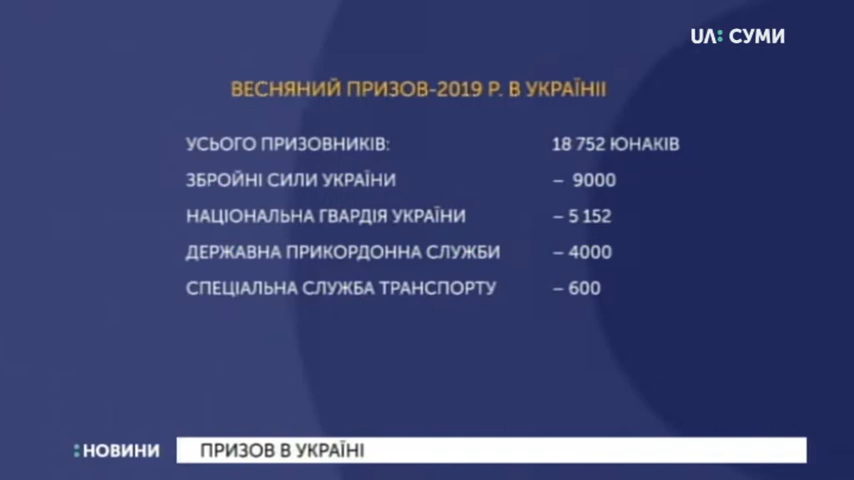 UA: СУМИ
ВЕСНЯНИЙ ПРИЗОВ-2019 Р. В УКРАЇНІІ
УСЬОГО ПРИЗОВНИКІВ: 18 752 ЮНАКІВ
ЗБРОЙНІ СИЛИ УКРАЇНИ – 9000
НАЦІОНАЛЬНА ГВАРДІЯ УКРАЇНИ – 5 152
ДЕРЖАВНА ПРИКОРДОННА СЛУЖБИ – 4000
СПЕЦІАЛЬНА СЛУЖБА ТРАНСПОРТУ – 600
:НОВИНИ ПРИЗОВ В УКРАЇНІ